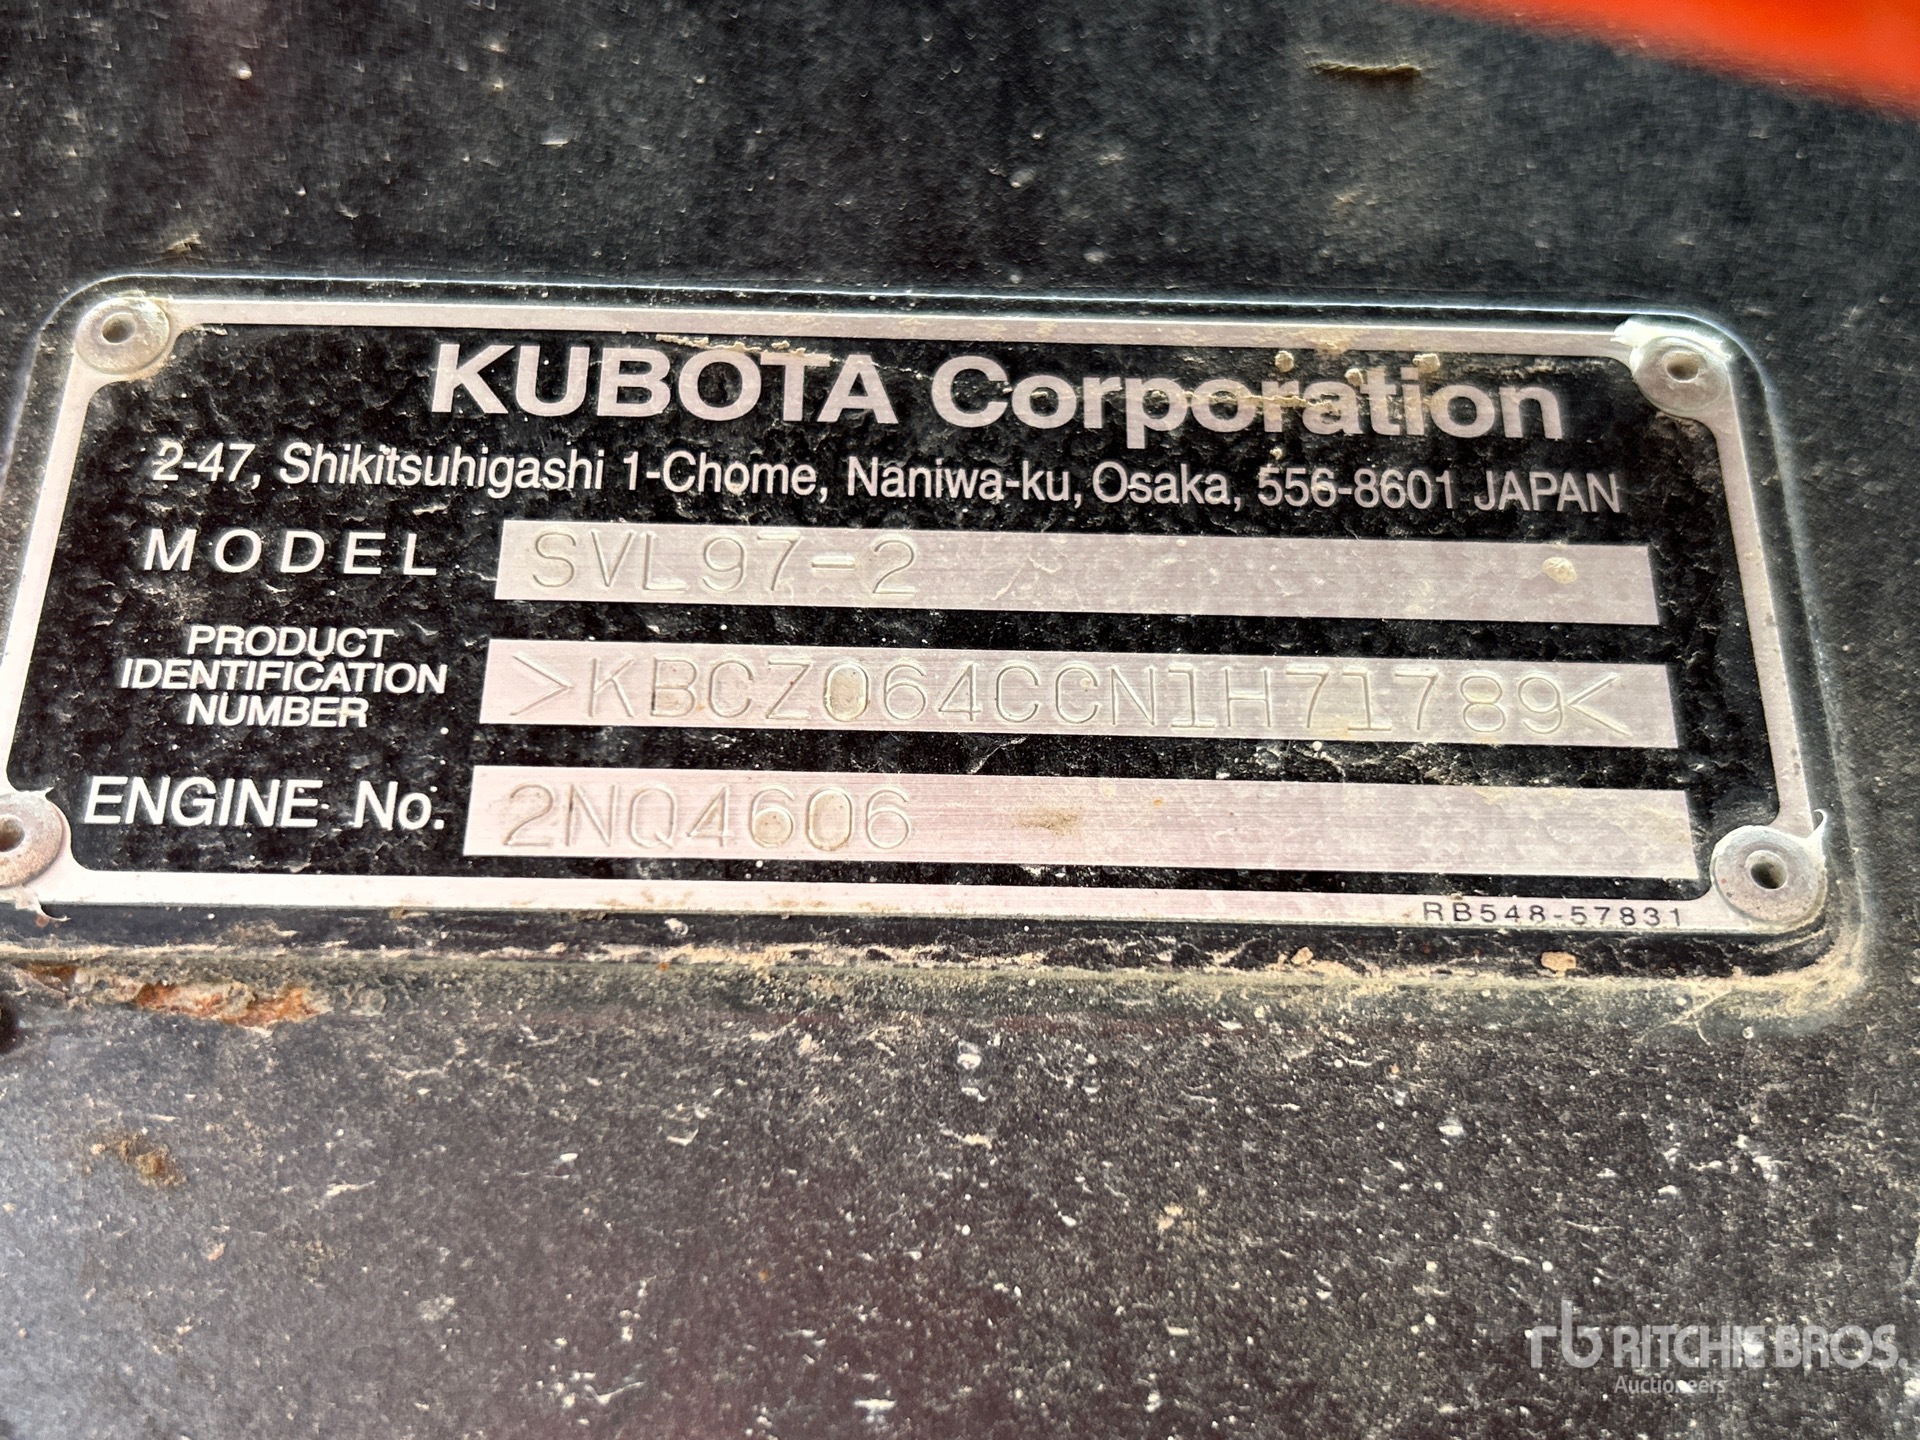 KUBOTA Corporation
2-47, Shikitsuhigashi 1-Chome, Naniwa-ku, Osaka, 556-8601 JAPAN
MODEL SVL97-2
PRODUCT
IDENTIFICATION
NUMBER
>KBCZ064CCN1H71789<
ENGINE No. 2NQ4606
RB548-57831
rb RITCHIE BROS.
Auctioneers